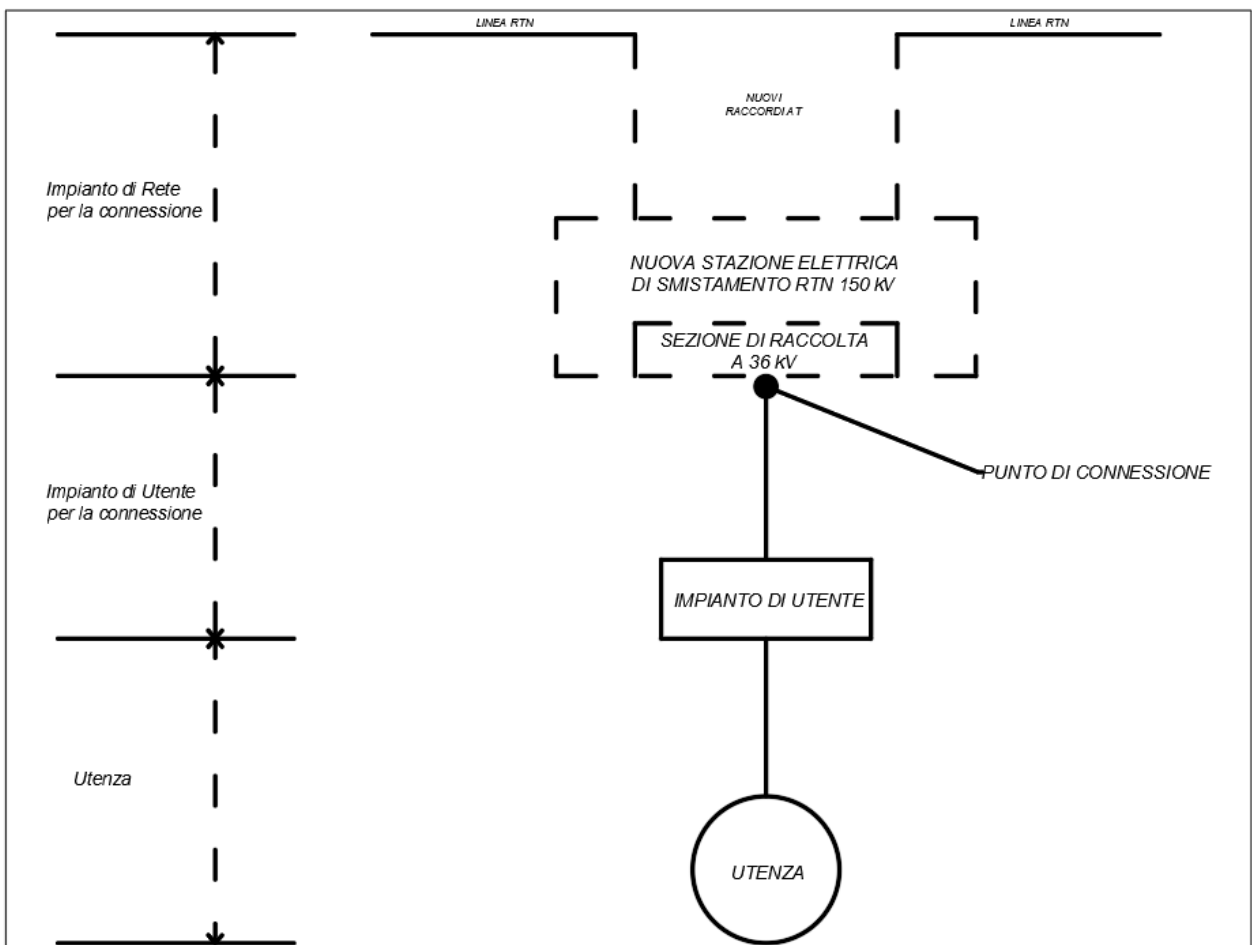 LINEA RTN
LINEA RTN
NUOVI
RACCORDI AT
Impianto di Rete
per la connessione
NUOVA STAZIONE ELETTRICA
DI SMISTAMENTO RTN 150 kV
SEZIONE DI RACCOLTA
A 36 kV
PUNTO DI CONNESSIONE
Impianto di Utente
per la connessione
IMPIANTO DI UTENTE
Utenza
UTENZA